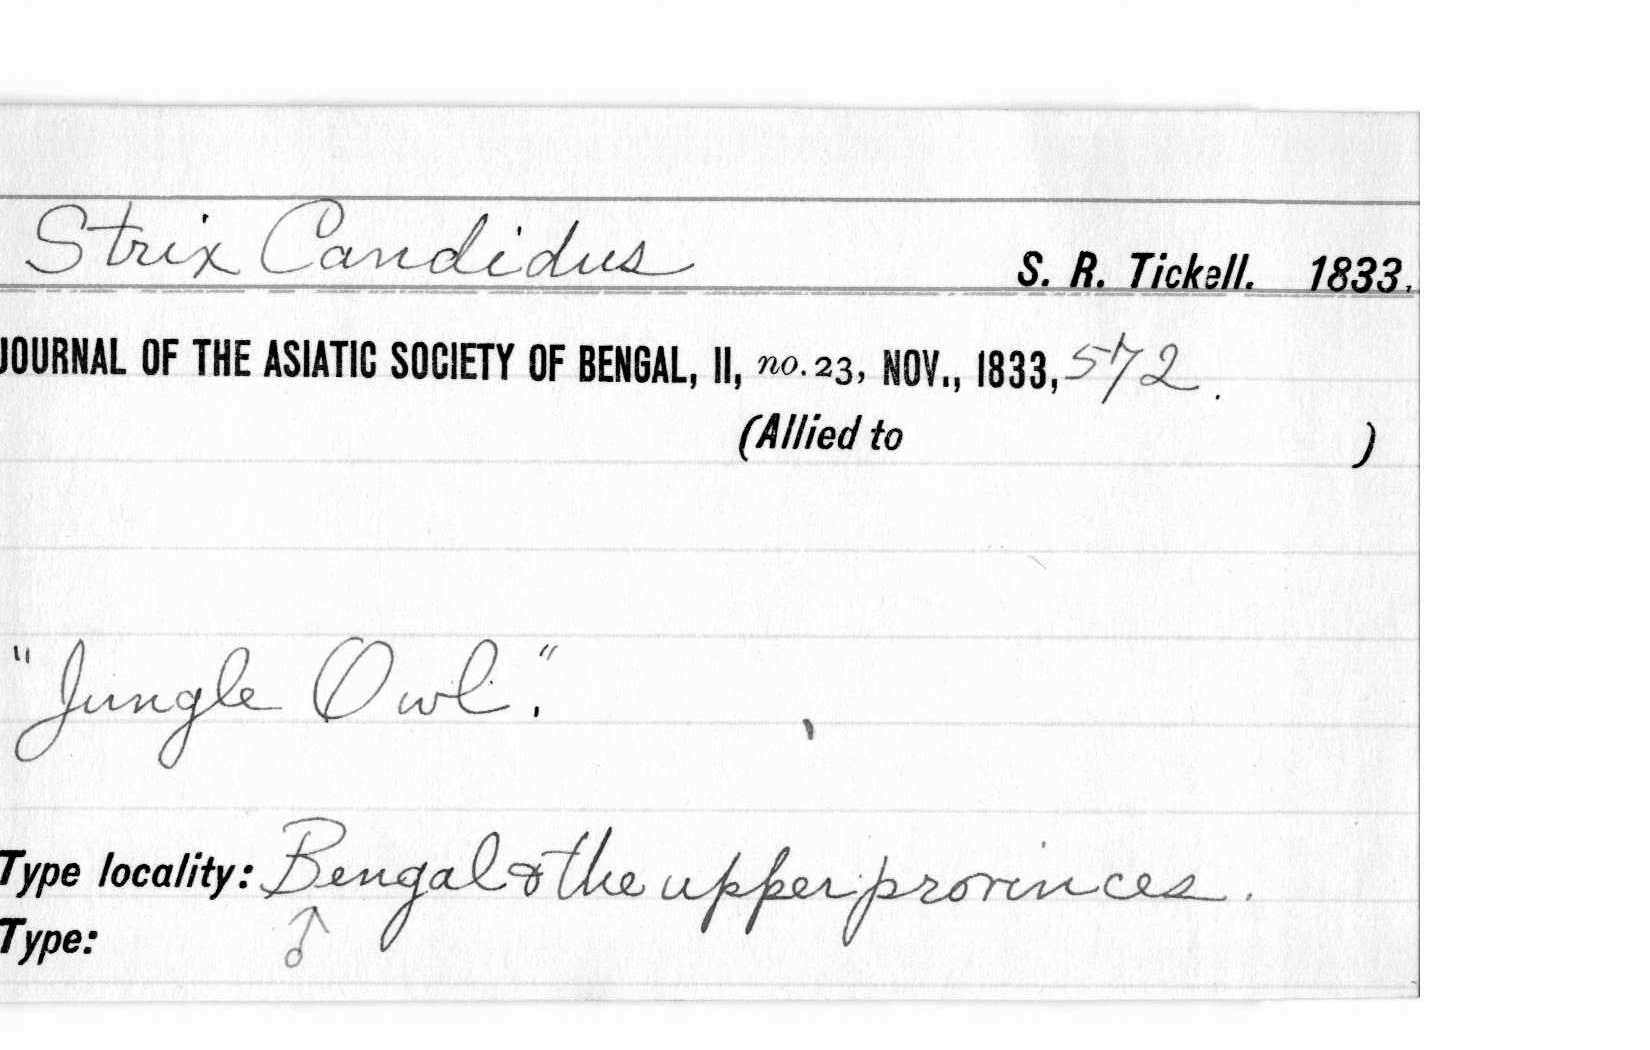 Strix Candidus S. R. Tickell. 1833.
JOURNAL OF THE ASIATIC SOCIETY OF BENGAL, II, no. 23, NOV., 1833, 572.
(Allied to )
"Jungle Owl."
Type locality: Bengal & the upper provinces.
Type: ♂